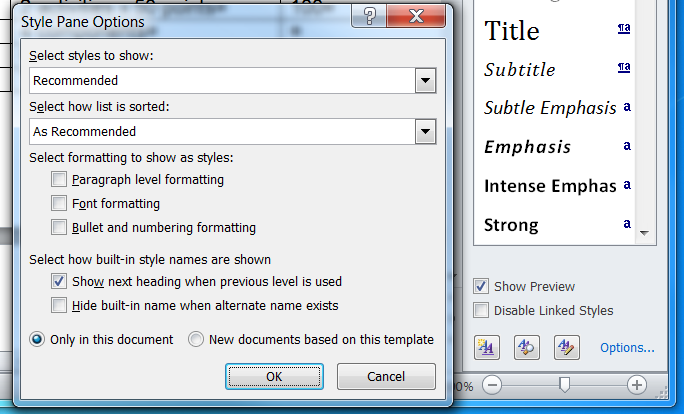 Style Pane Options
Select styles to show:
Recommended
Select how list is sorted:
As Recommended
Select formatting to show as styles:
Paragraph level formatting
Font formatting
Bullet and numbering formatting
Select how built-in style names are shown
Show next heading when previous level is used
Hide built-in name when alternate name exists
Only in this document
New documents based on this template
OK
Cancel
Title ¶a
Subtitle ¶a
Subtle Emphasis a
Emphasis a
Intense Emphas a
Strong a
Show Preview
Disable Linked Styles
Options...
0%